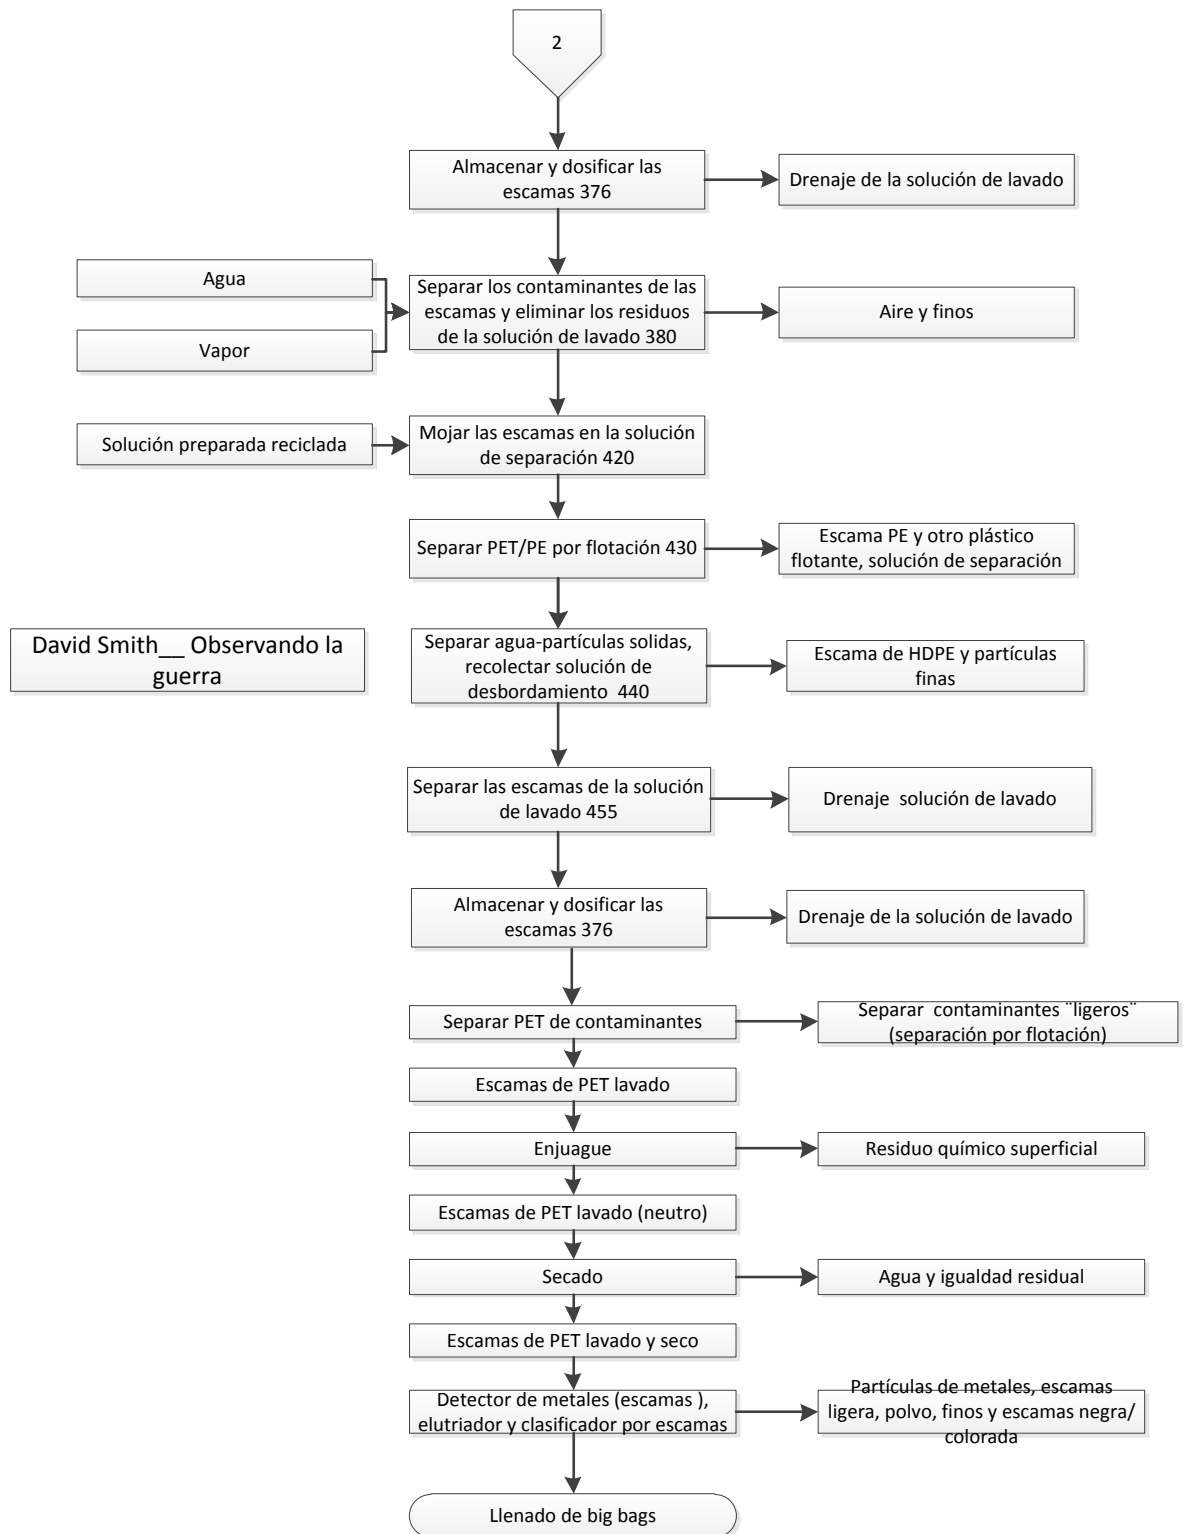 2
Almacenar y dosificar las
escamas 376
Drenaje de la solución de lavado
Agua
Vapor
Separar los contaminantes de las
escamas y eliminar los residuos
de la solución de lavado 380
Aire y finos
Solución preparada reciclada
Mojar las escamas en la solución
de separación 420
Separar PET/PE por flotación 430
Escama PE y otro plástico
flotante, solución de separación
David Smith__ Observando la
guerra
Separar agua-partículas solidas,
recolectar solución de
desbordamiento  440
Escama de HDPE y partículas
finas
Separar las escamas de la solución
de lavado 455
Drenaje  solución de lavado
Almacenar y dosificar las
escamas 376
Drenaje de la solución de lavado
Separar PET de contaminantes
Separar  contaminantes ¨ligeros¨
(separación por flotación)
Escamas de PET lavado
Enjuague
Residuo químico superficial
Escamas de PET lavado (neutro)
Secado
Agua y igualdad residual
Escamas de PET lavado y seco
Detector de metales (escamas ),
elutriador y clasificador por escamas
Partículas de metales, escamas
ligera, polvo, finos y escamas negra/
colorada
Llenado de big bags